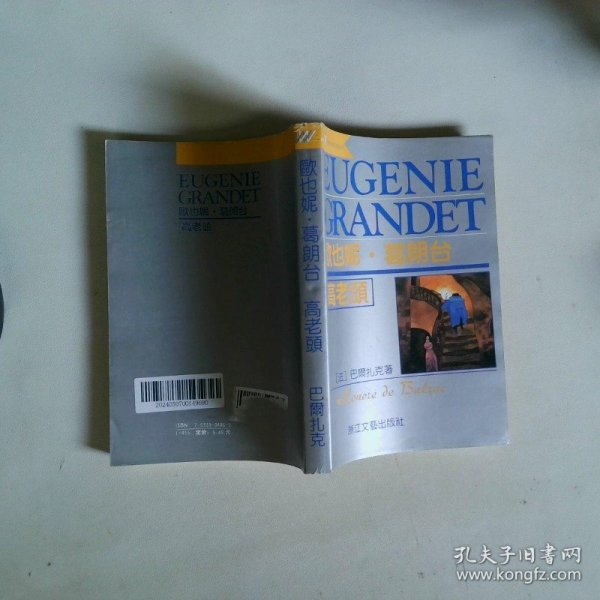 EUGENIE
GRANDET
歐也妮·葛朗台
高老頭
歐也妮·葛朗台 高老頭 巴爾扎克
EUGENIE
GRANDET
歐也妮·葛朗台
高老頭
[法]巴爾扎克著
Honore de Balzac
浙江文藝出版社
孔夫子旧书网
www.kongfz.com